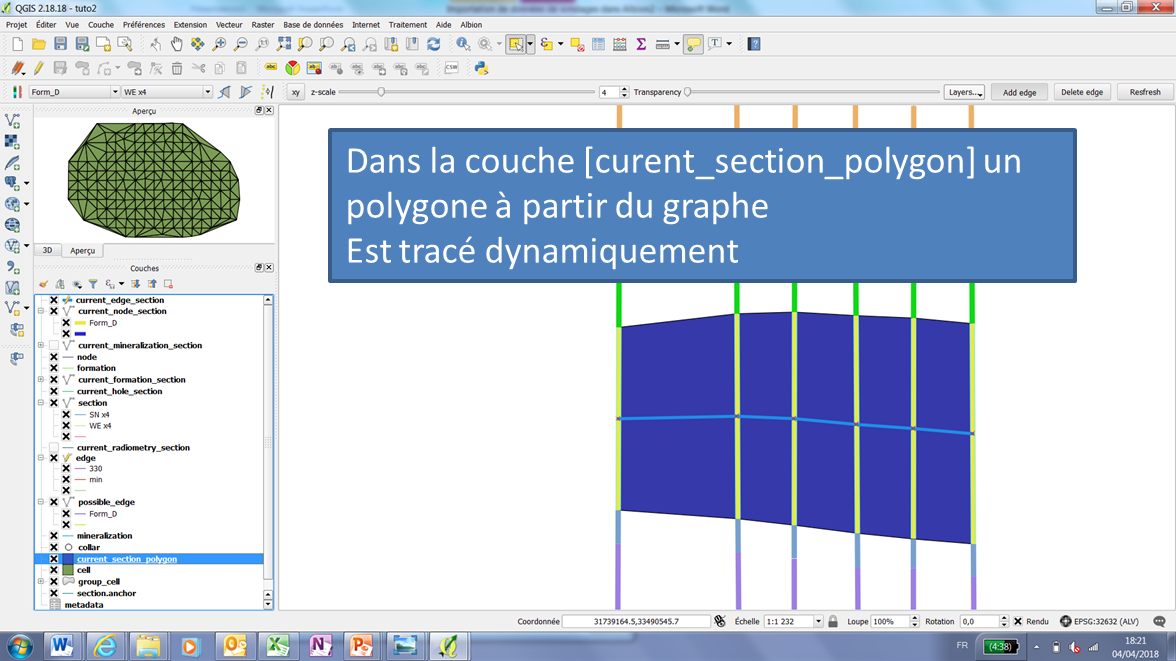 QGIS 2.18.18 - tuto2
Projet Éditer Vue Couche Préférences Extension Vecteur Raster Base de données Internet Traitement Aide Albion
Form_D WE x4 xy z-scale 4 Transparency Layers... Add edge Delete edge Resfresh
Aperçu
Dans la couche [curent_section_polygon] un
polygone à partir du graphe
Est tracé dynamiquement
3D Aperçu
Couches
current_edge_section
current_node_section
Form_D
current_mineralization_section
node
formation
current_formation_section
current_hole_section
section
SN x4
WE x4
current_radiometry_section
edge
330
min
possible_edge
Form_D
mineralization
collar
current_section_polygon
cell
group_cell
section.anchor
metadata
Coordonnée 31739164.5,33490545.7 Échelle 1:1 232 Loupe 100% Rotation 0,0 Rendu EPSG:32632 (ALV)
FR (4:38) 18:21
04/04/2018